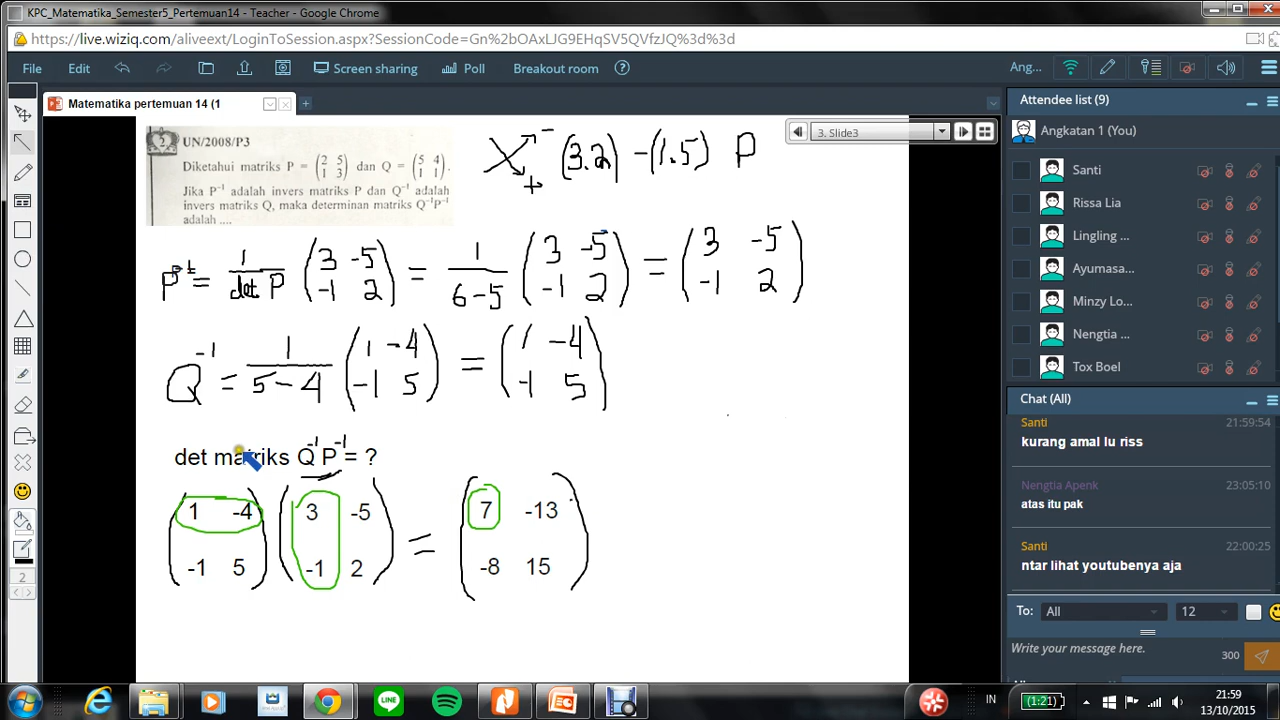 KPC_Matematika_Semester5_Pertemuan14 - Teacher - Google Chrome
https://live.wiziq.com/aliveext/LoginToSession.aspx?SessionCode=Gn%2bOAxLJG9EHqSV5QVfzJQ%3d%3d
File Edit Screen sharing Poll Breakout room ? Ang...
Matematika pertemuan 14 (1
3. Slide3
2 UN/2008/P3
Diketahui matriks P = (2 5
1 3) dan Q = (5 4
1 1).
Jika P⁻¹ adalah invers matriks P dan Q⁻¹ adalah
invers matriks Q, maka determinan matriks Q⁻¹P⁻¹
adalah ....
- + (3.2) - (1.5) P
P⁻¹ = 1/det P (3 -5
-1 2) = 1/6-5 (3 -5
-1 2) = (3 -5
-1 2)
Q⁻¹ = 1/5-4 (1 -4
-1 5) = (1 -4
-1 5)
det matriks Q⁻¹P⁻¹ = ?
(1 -4) (3 -5) = (7 -13)
(-1 5) (-1 2) (-8 15)
Attendee list (9)
Angkatan 1 (You)
Santi
Rissa Lia
Lingling ...
Ayumasa...
Minzy Lo...
Nengtia ...
Tox Boel
Chat (All)
Santi 21:59:54
kurang amal lu riss
Nengtia Apenk 23:05:10
atas itu pak
Santi 22:00:25
ntar lihat youtubenya aja
To: All 12
Write your message here... 300
2
LINE
IN (1:21) 21:59
13/10/2015